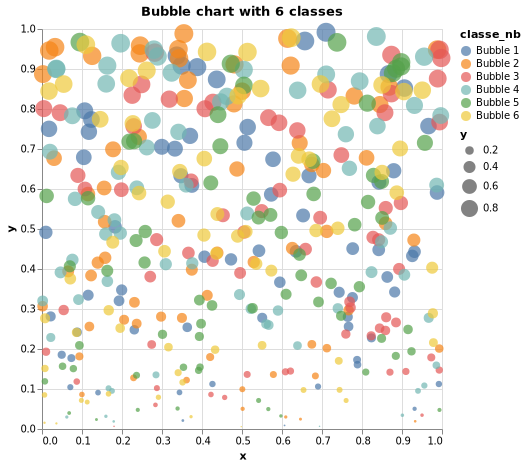 Bubble chart with 6 classes
1.0
0.9
0.8
0.7
0.6
0.5
0.4
0.3
0.2
0.1
0.0
y
0.0 0.1 0.2 0.3 0.4 0.5 0.6 0.7 0.8 0.9 1.0
x
classe_nb
Bubble 1
Bubble 2
Bubble 3
Bubble 4
Bubble 5
Bubble 6
y
0.2
0.4
0.6
0.8